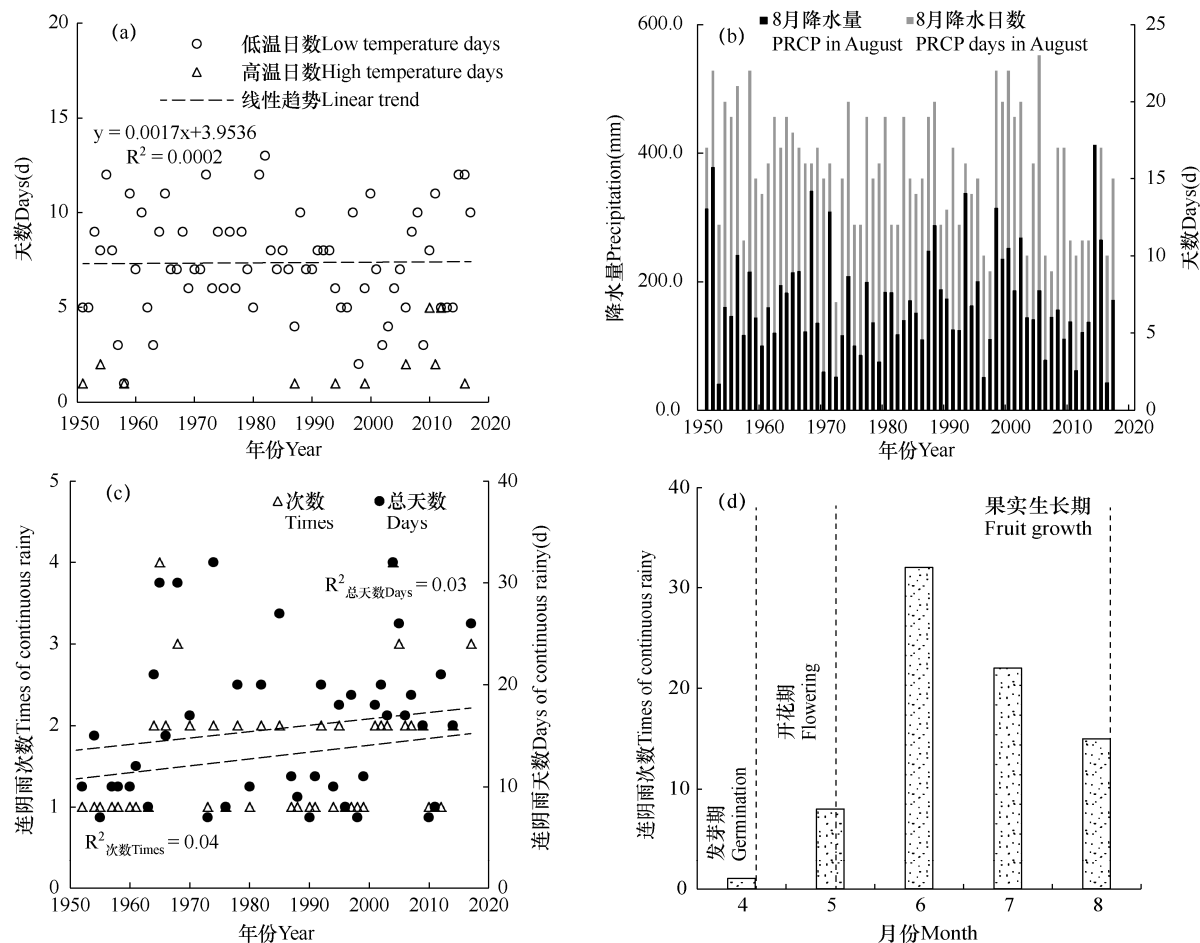 (a)
低温日数Low temperature days
高温日数High temperature days
线性趋势Linear trend
y = 0.0017x+3.9536
R² = 0.0002
天数Days(d)
20
15
10
5
0
1950 1960 1970 1980 1990 2000 2010 2020
年份Year
(b)
8月降水量
PRCP in August
8月降水日数
PRCP days in August
降水量Precipitation(mm)
600.0
400.0
200.0
0.0
25
20
15
10
5
0
天数Days(d)
1950 1960 1970 1980 1990 2000 2010 2020
年份Year
(c)
次数
Times
总天数
Days
R²总天数Days = 0.03
R²次数Times = 0.04
连阴雨次数Times of continuous rainy
5
4
3
2
1
0
40
30
20
10
0
连阴雨天数Days of continuous rainy(d)
1950 1960 1970 1980 1990 2000 2010 2020
年份Year
(d)
果实生长期
Fruit growth
开花期
Flowering
发芽期
Germination
连阴雨次数Times of continuous rainy
40
30
20
10
0
4 5 6 7 8
月份Month